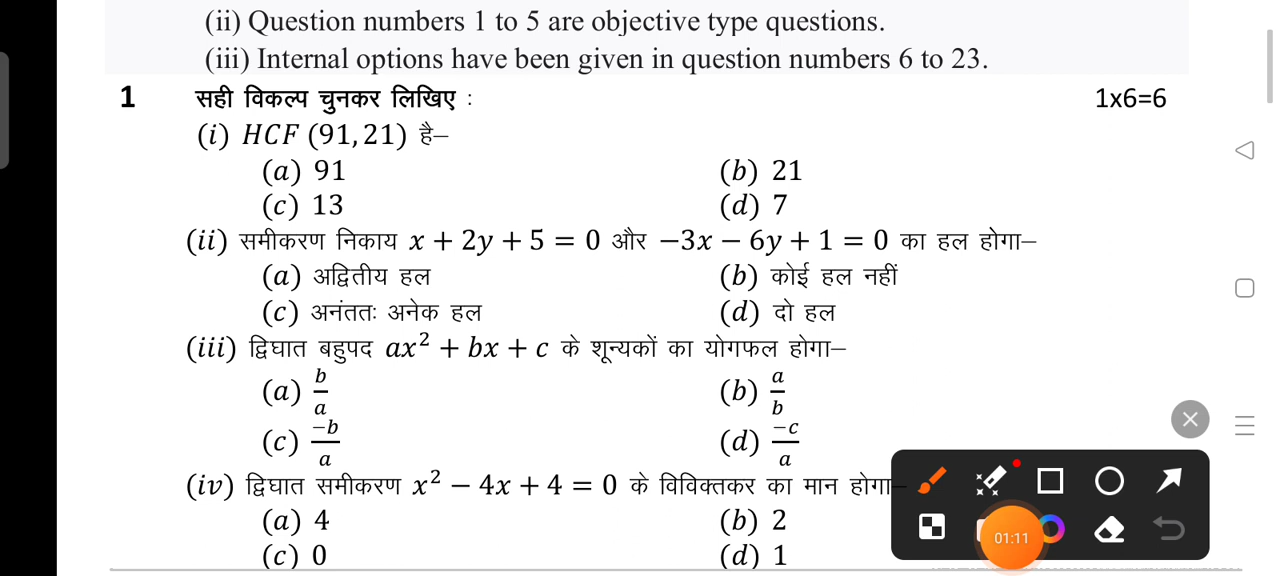 (ii) Question numbers 1 to 5 are objective type questions.
(iii) Internal options have been given in question numbers 6 to 23.
1 सही विकल्प चुनकर लिखिए : 1x6=6
(i) HCF (91,21) है–
(a) 91 (b) 21
(c) 13 (d) 7
(ii) समीकरण निकाय x + 2y + 5 = 0 और −3x − 6y + 1 = 0 का हल होगा–
(a) अद्वितीय हल (b) कोई हल नहीं
(c) अनंततः अनेक हल (d) दो हल
(iii) द्विघात बहुपद ax² + bx + c के शून्यकों का योगफल होगा–
(a) b/a (b) a/b
(c) −b/a (d) −c/a
(iv) द्विघात समीकरण x² − 4x + 4 = 0 के विविक्तकर का मान होगा–
(a) 4 (b) 2
(c) 0 (d) 1
01:11